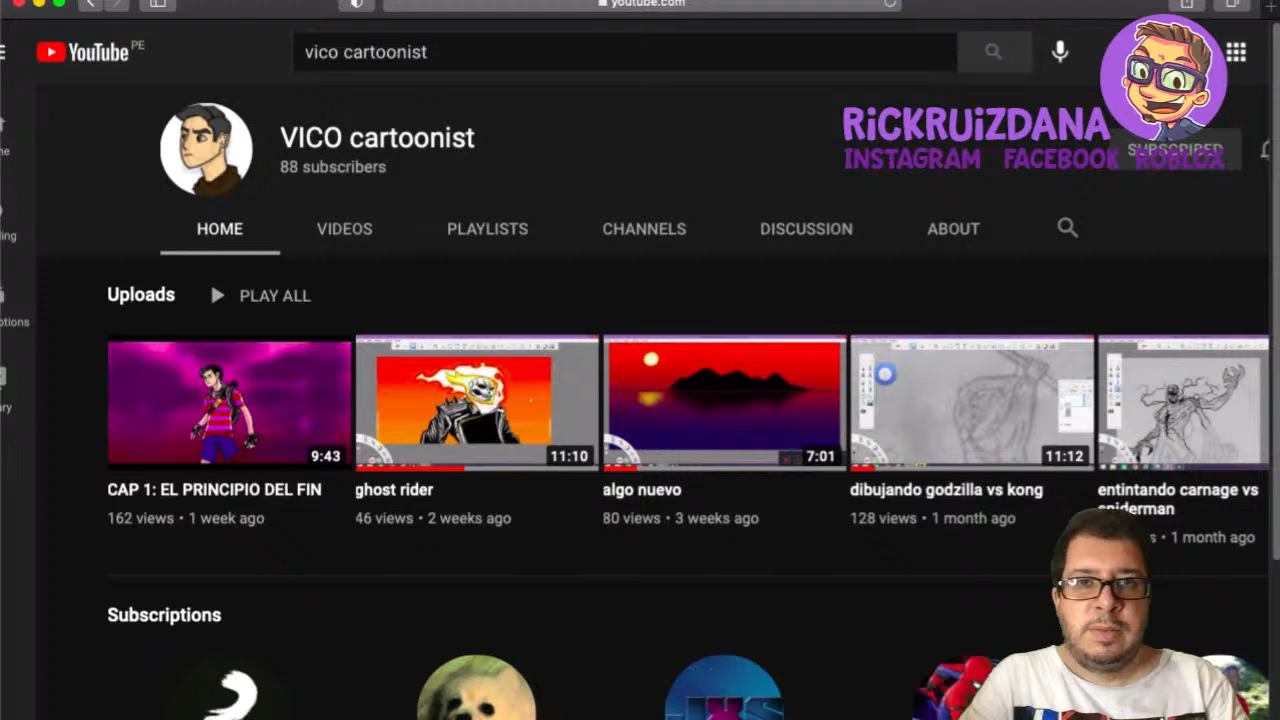 youtube.com
YouTube PE
vico cartoonist
VICO cartoonist
88 subscribers
RiCKRUiZDANA
INSTAGRAM FACEBOOK ROBLOX
SUBSCRIBED
HOME VIDEOS PLAYLISTS CHANNELS DISCUSSION ABOUT
Uploads PLAY ALL
9:43 11:10 7:01 11:12
CAP 1: EL PRINCIPIO DEL FIN
162 views • 1 week ago
ghost rider
46 views • 2 weeks ago
algo nuevo
80 views • 3 weeks ago
dibujando godzilla vs kong
128 views • 1 month ago
entintando carnage vs
spiderman
• 1 month ago
Subscriptions